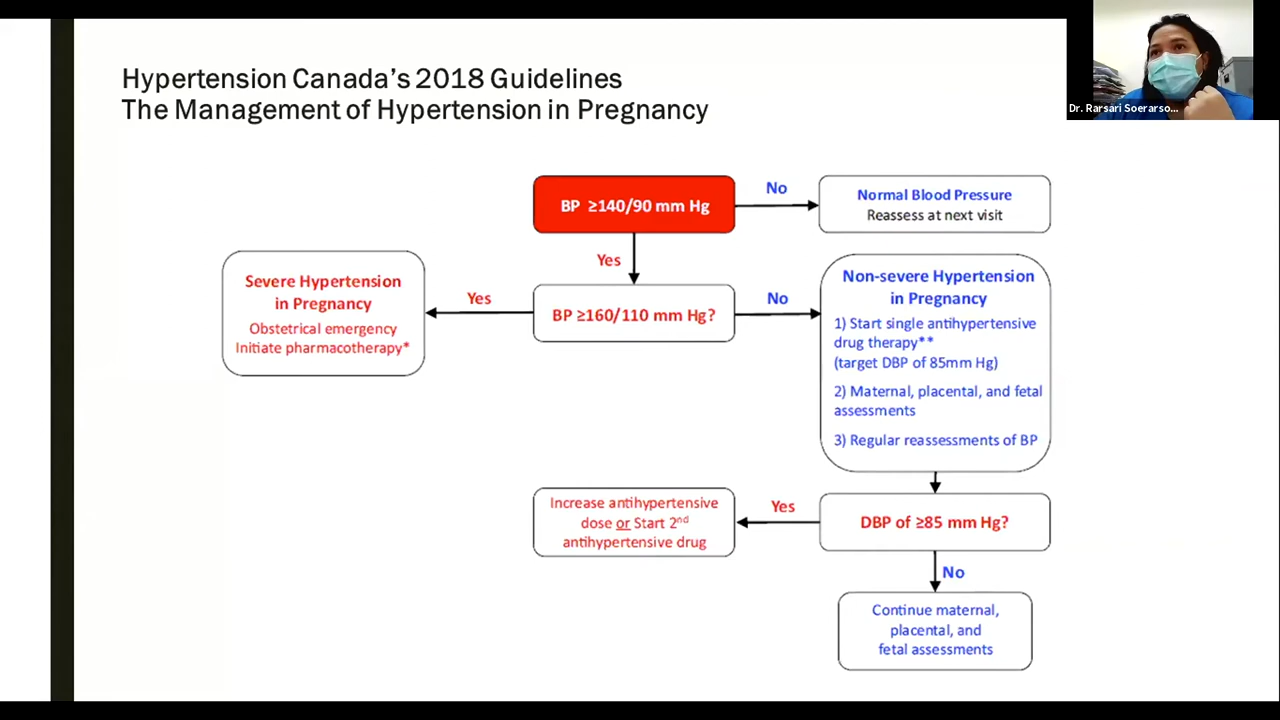 Hypertension Canada's 2018 Guidelines
The Management of Hypertension in Pregnancy
Dr. Rarsari Soerarso...
BP ≥140/90 mm Hg
No
Normal Blood Pressure
Reassess at next visit
Yes
BP ≥160/110 mm Hg?
Yes
Severe Hypertension
in Pregnancy
Obstetrical emergency
Initiate pharmacotherapy*
No
Non-severe Hypertension
in Pregnancy
1) Start single antihypertensive
drug therapy**
(target DBP of 85mm Hg)
2) Maternal, placental, and fetal
assessments
3) Regular reassessments of BP
DBP of ≥85 mm Hg?
Yes
Increase antihypertensive
dose or Start 2nd
antihypertensive drug
No
Continue maternal,
placental, and
fetal assessments